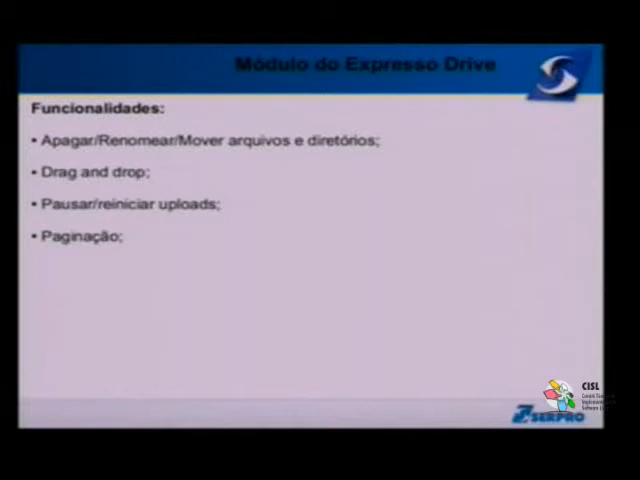 Módulo do Expresso Drive
Funcionalidades:
• Apagar/Renomear/Mover arquivos e diretórios;
• Drag and drop;
• Pausar/reiniciar uploads;
• Paginação;
CISL
SERPRO